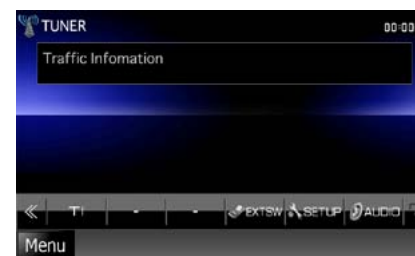 TUNER 00:00
Traffic Infomation
TI - - EXTSW SETUP AUDIO
Menu